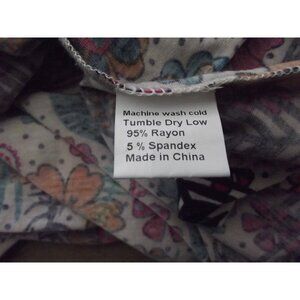 Machine wash cold
Tumble Dry Low
95% Rayon
5 % Spandex
Made in China